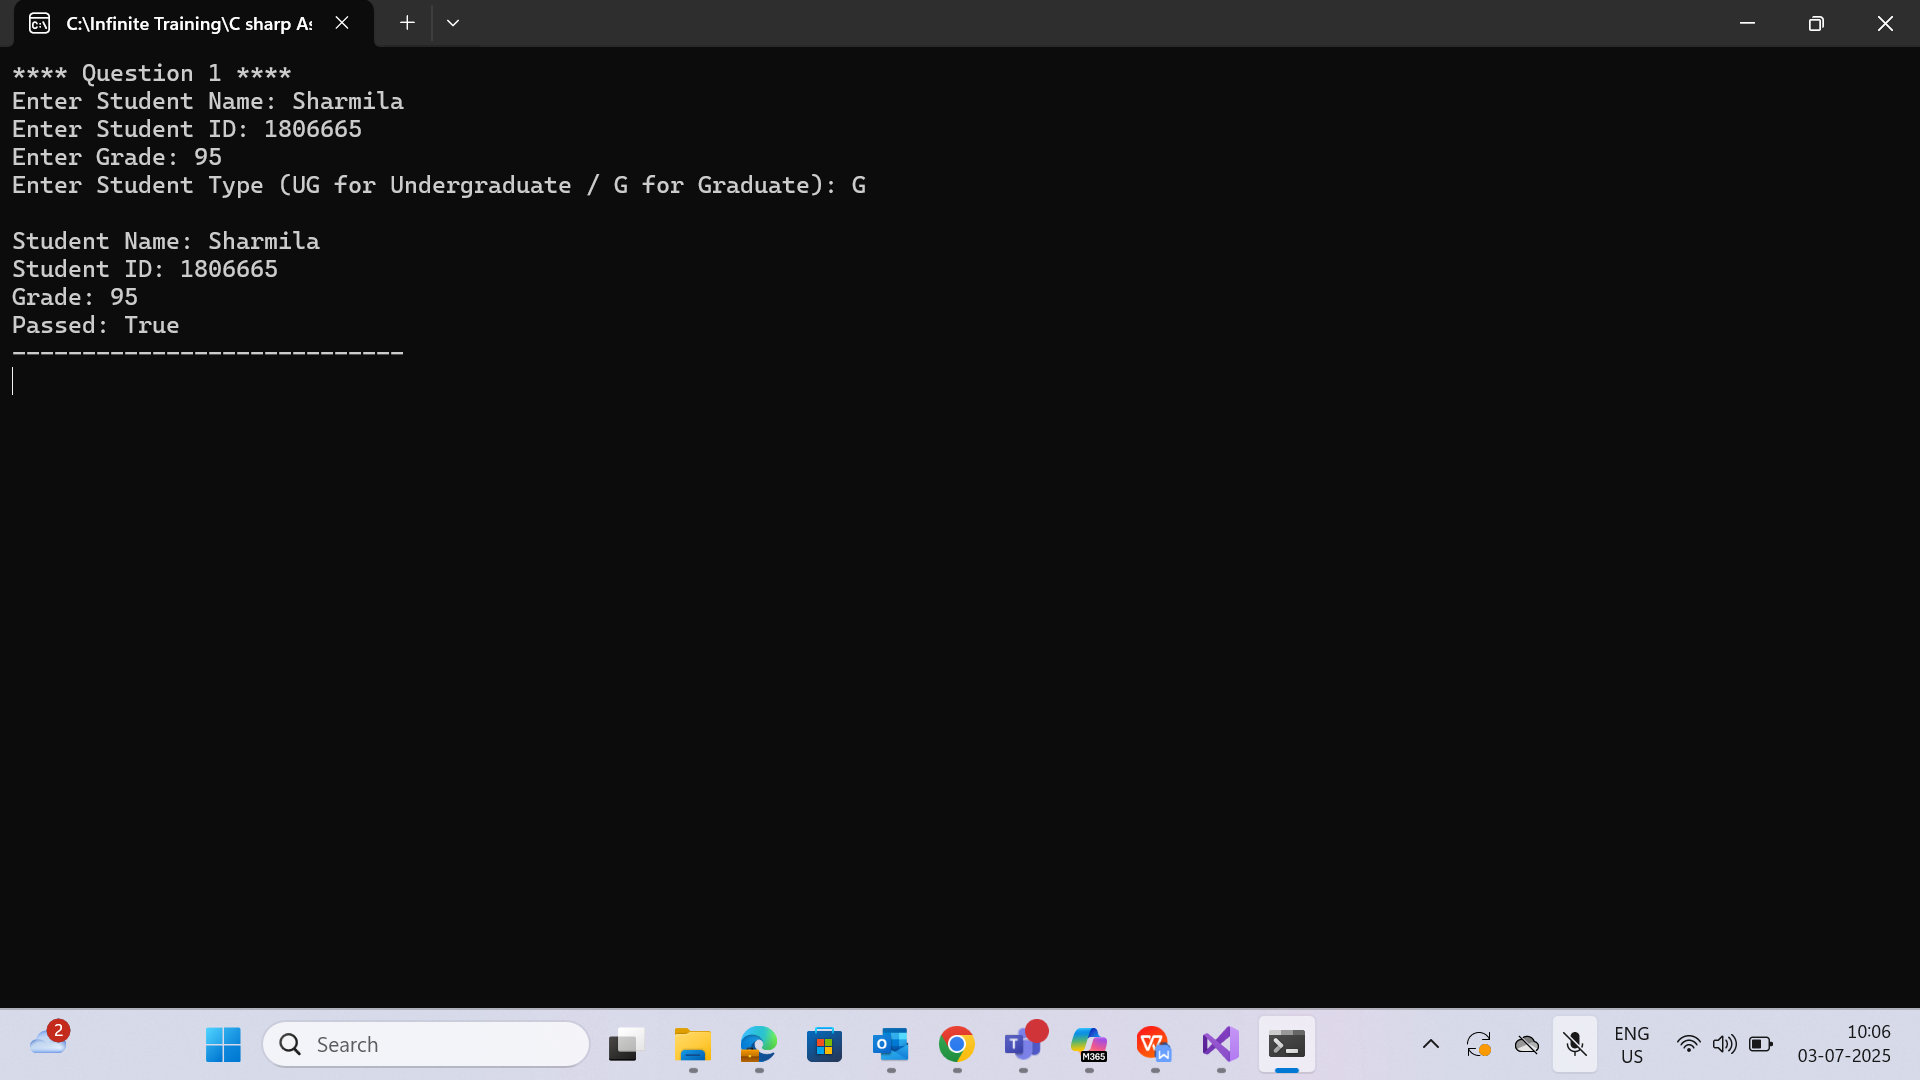 C:\Infinite Training\C sharp As
**** Question 1 ****
Enter Student Name: Sharmila
Enter Student ID: 1806665
Enter Grade: 95
Enter Student Type (UG for Undergraduate / G for Graduate): G
Student Name: Sharmila
Student ID: 1806665
Grade: 95
Passed: True
----------------------------
2
Search
M365
ENG
US
10:06
03-07-2025